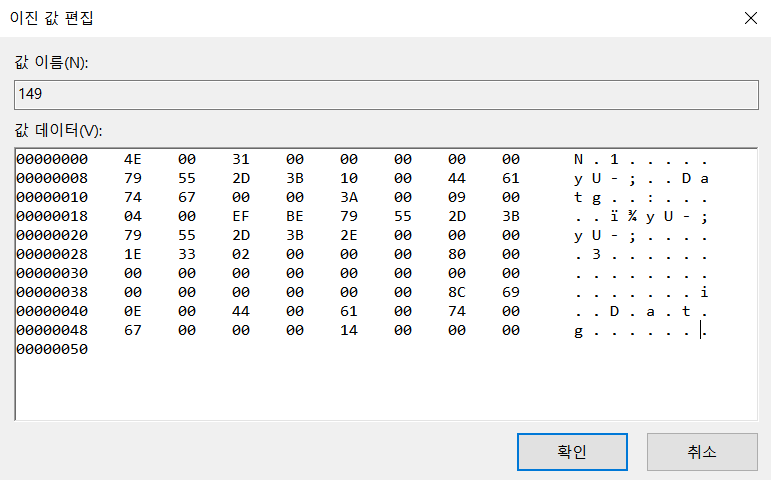 이진 값 편집
값 이름(N):
149
값 데이터(V):
00000000 4E 00 31 00 00 00 00 00 N . 1 . . . . .
00000008 79 55 2D 3B 10 00 44 61 y U - ; . . D a
00000010 74 67 00 00 3A 00 09 00 t g . . : . . .
00000018 04 00 EF BE 79 55 2D 3B . . ï ¾ y U - ;
00000020 79 55 2D 3B 2E 00 00 00 y U - ; . . . .
00000028 1E 33 02 00 00 00 80 00 . 3 . . . . . .
00000030 00 00 00 00 00 00 00 00 . . . . . . . .
00000038 00 00 00 00 00 00 8C 69 . . . . . . . i
00000040 0E 00 44 00 61 00 74 00 . . D . a . t .
00000048 67 00 00 00 14 00 00 00 g . . . . . . .
00000050
확인 취소